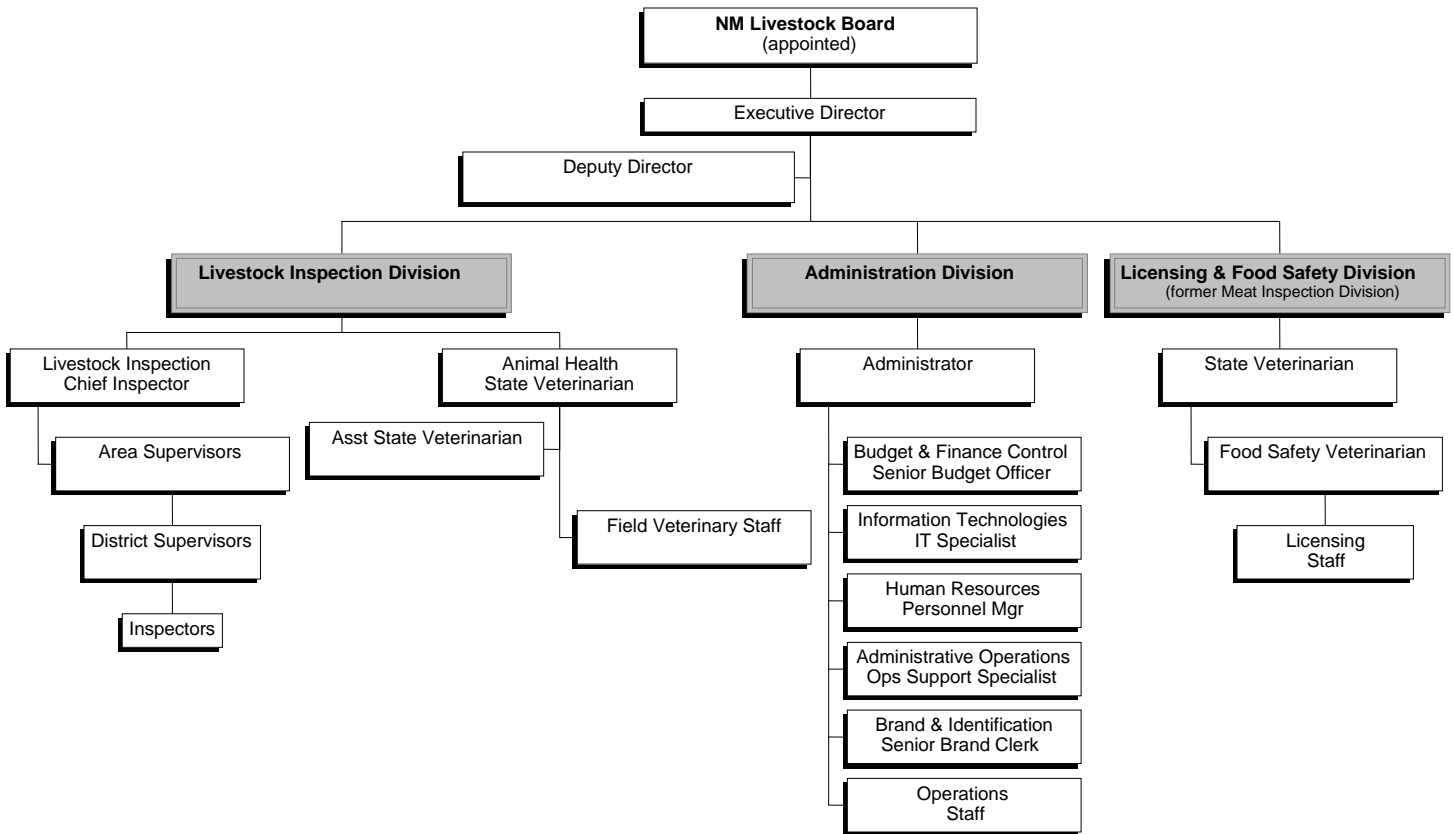 NM Livestock Board
(appointed)
Executive Director
Deputy Director
Livestock Inspection Division
Administration Division
Licensing & Food Safety Division
(former Meat Inspection Division)
Livestock Inspection
Chief Inspector
Animal Health
State Veterinarian
Administrator
State Veterinarian
Area Supervisors
Asst State Veterinarian
Budget & Finance Control
Senior Budget Officer
Food Safety Veterinarian
District Supervisors
Field Veterinary Staff
Information Technologies
IT Specialist
Licensing
Staff
Inspectors
Human Resources
Personnel Mgr
Administrative Operations
Ops Support Specialist
Brand & Identification
Senior Brand Clerk
Operations
Staff